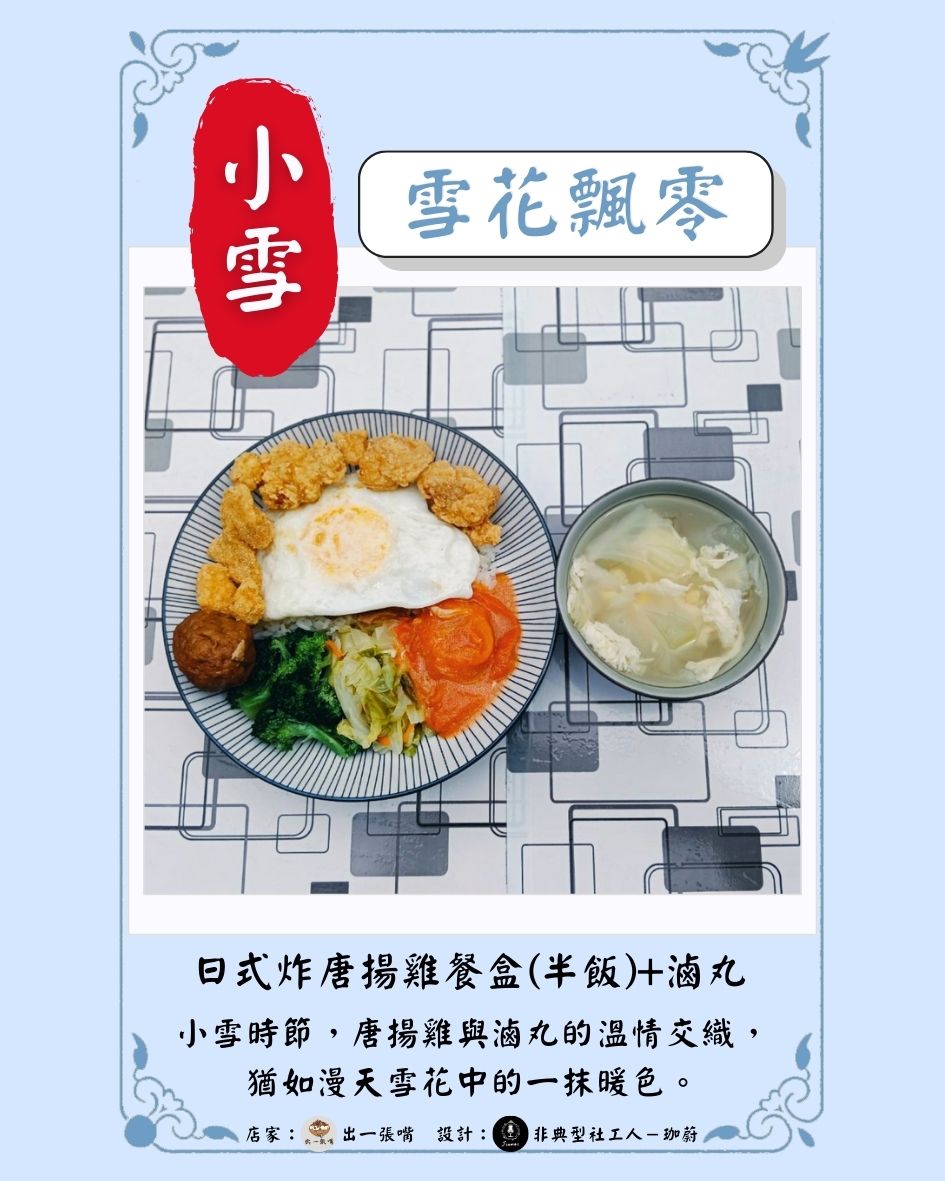 小雪
雪花飄零
日式炸唐揚雞餐盒(半飯)+滷丸
小雪時節，唐揚雞與滷丸的溫情交織，
猶如漫天雪花中的一抹暖色。
店家：出一張嘴 設計：非典型社工人－珈蔚